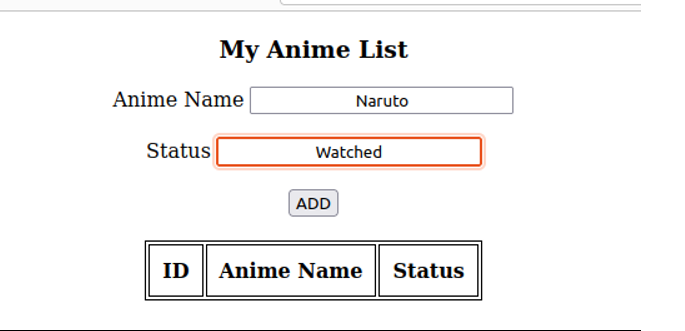 My Anime List
Anime Name Naruto
Status Watched
ADD
ID Anime Name Status